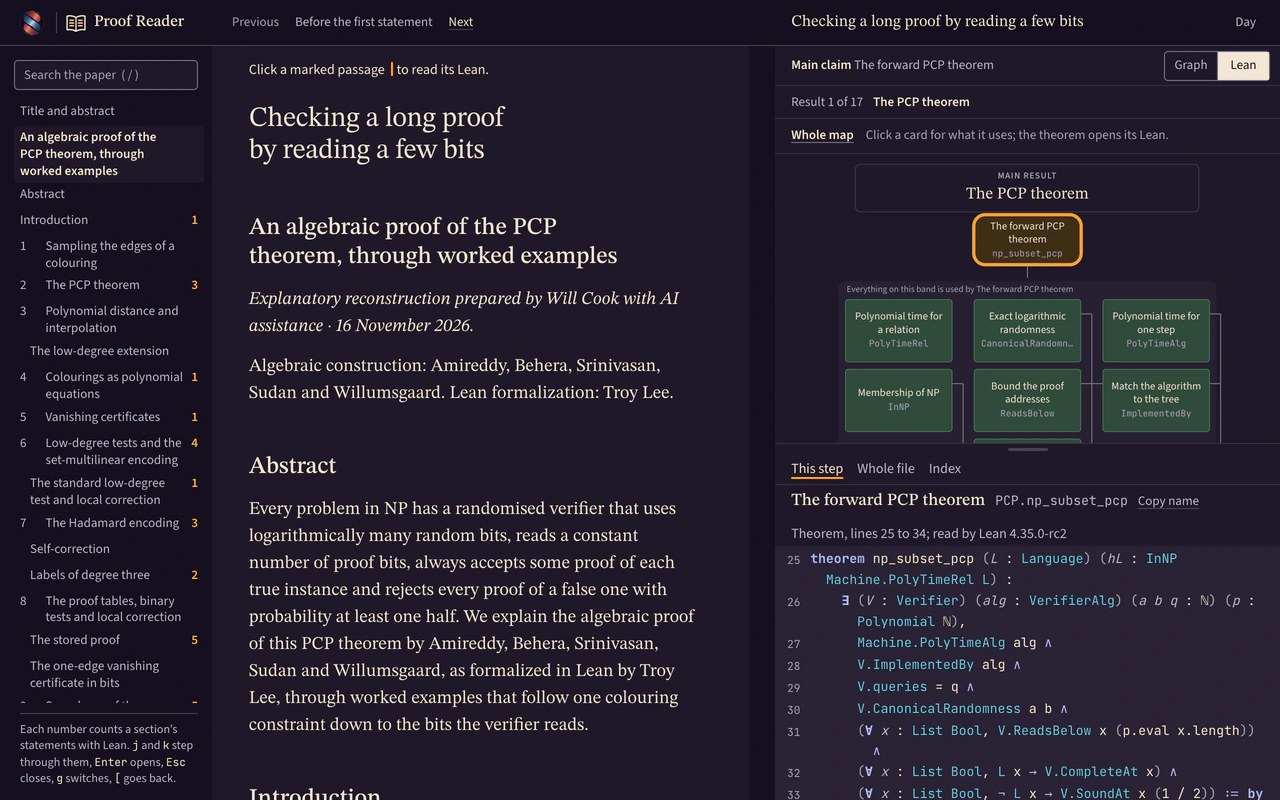 Proof Reader
Previous Before the first statement Next
Checking a long proof by reading a few bits
Day
Search the paper ( / )
Title and abstract
An algebraic proof of the
PCP theorem, through
worked examples
Abstract
Introduction 1
1 Sampling the edges of a
colouring
2 The PCP theorem 3
3 Polynomial distance and
interpolation
The low-degree extension
4 Colourings as polynomial 1
equations
5 Vanishing certificates 1
6 Low-degree tests and the 4
set-multilinear encoding
The standard low-degree 1
test and local correction
7 The Hadamard encoding 3
Self-correction
Labels of degree three 2
8 The proof tables, binary
tests and local correction
The stored proof 5
The one-edge vanishing
certificate in bits
Each number counts a section's
statements with Lean. j and k step
through them, Enter opens, Esc
closes, g switches, [ goes back.
Click a marked passage to read its Lean.
Checking a long proof
by reading a few bits
An algebraic proof of the PCP
theorem, through worked examples
Explanatory reconstruction prepared by Will Cook with AI
assistance · 16 November 2026.
Algebraic construction: Amireddy, Behera, Srinivasan,
Sudan and Willumsgaard. Lean formalization: Troy Lee.
Abstract
Every problem in NP has a randomised verifier that uses
logarithmically many random bits, reads a constant
number of proof bits, always accepts some proof of each
true instance and rejects every proof of a false one with
probability at least one half. We explain the algebraic proof
of this PCP theorem by Amireddy, Behera, Srinivasan,
Sudan and Willumsgaard, as formalized in Lean by Troy
Lee, through worked examples that follow one colouring
constraint down to the bits the verifier reads.
Introduction
Main claim The forward PCP theorem
Graph Lean
Result 1 of 17 The PCP theorem
Whole map Click a card for what it uses; the theorem opens its Lean.
MAIN RESULT
The PCP theorem
The forward PCP
theorem
np_subset_pcp
Everything on this band is used by The forward PCP theorem
Polynomial time for
a relation
PolyTimeRel
Exact logarithmic
randomness
CanonicalRandomn…
Polynomial time for
one step
PolyTimeAlg
Membership of NP
InNP
Bound the proof
addresses
ReadsBelow
Match the algorithm
to the tree
ImplementedBy
This step Whole file Index
The forward PCP theorem PCP.np_subset_pcp Copy name
Theorem, lines 25 to 34; read by Lean 4.35.0-rc2
25 theorem np_subset_pcp (L : Language) (hL : InNP
Machine.PolyTimeRel L) :
26 ∃ (V : Verifier) (alg : VerifierAlg) (a b q : ℕ) (p :
Polynomial ℕ),
27 Machine.PolyTimeAlg alg ∧
28 V.ImplementedBy alg ∧
29 V.queries = q ∧
30 V.CanonicalRandomness a b ∧
31 (∀ x : List Bool, V.ReadsBelow x (p.eval x.length))
∧
32 (∀ x : List Bool, L x → V.CompleteAt x) ∧
33 (∀ x : List Bool, ¬ L x → V.SoundAt x (1 / 2)) := by